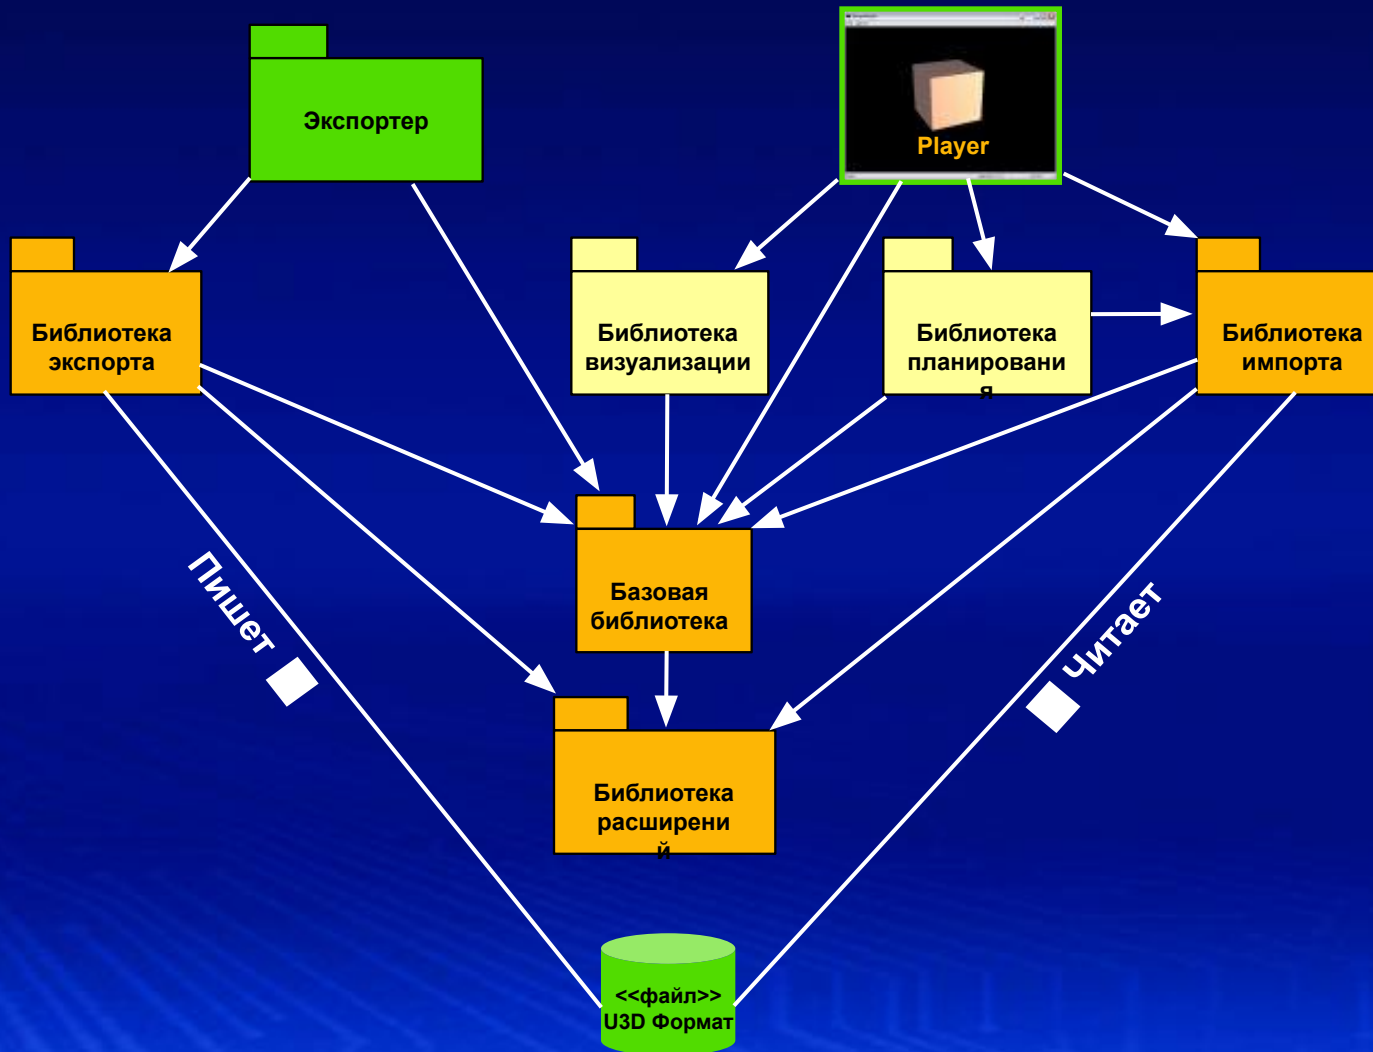 Экспортер
Player
Библиотека
экспорта
Библиотека
визуализации
Библиотека
планировани
я
Библиотека
импорта
Базовая
библиотека
Пишет
Читает
Библиотека
расширени
й
<<файл>>
U3D Формат